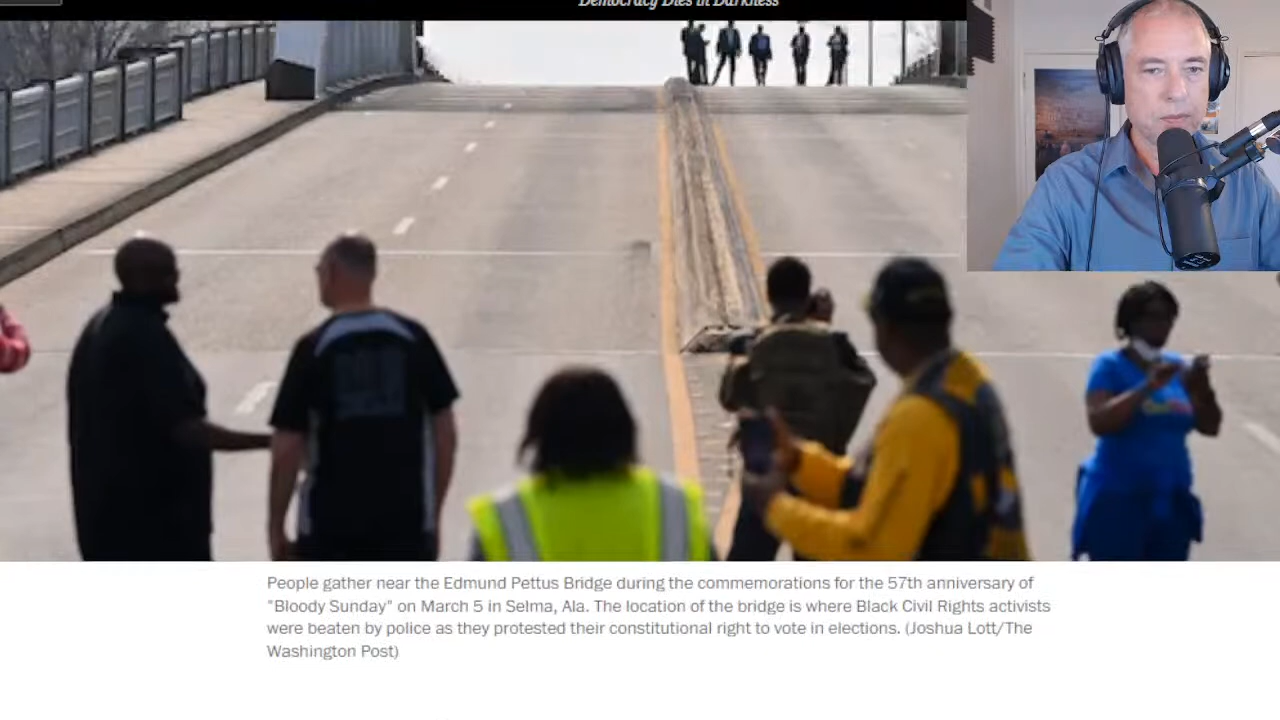 Democracy Dies in Darkness
People gather near the Edmund Pettus Bridge during the commemorations for the 57th anniversary of
"Bloody Sunday" on March 5 in Selma, Ala. The location of the bridge is where Black Civil Rights activists
were beaten by police as they protested their constitutional right to vote in elections. (Joshua Lott/The
Washington Post)